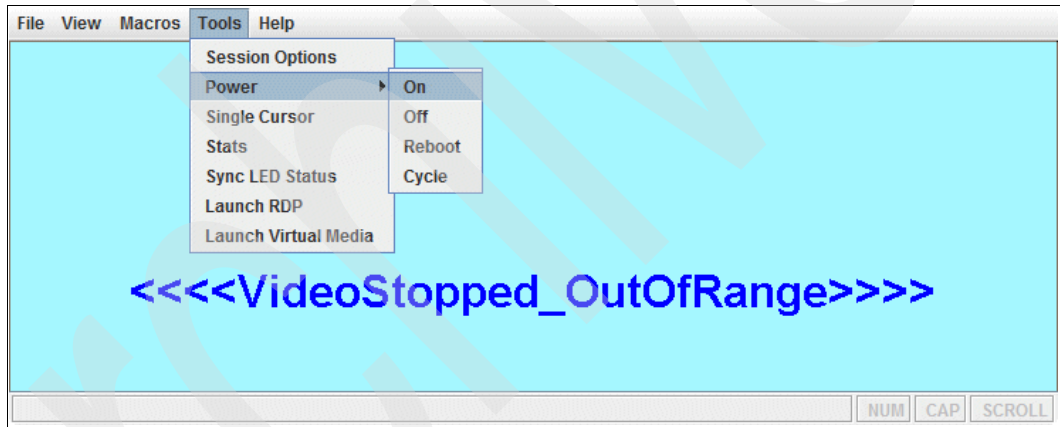 File View Macros Tools Help
Session Options
Power
On
Single Cursor
Off
Stats
Reboot
Sync LED Status
Cycle
Launch RDP
Launch Virtual Media
<<<<VideoStopped_OutOfRange>>>>
NUM CAP SCROLL